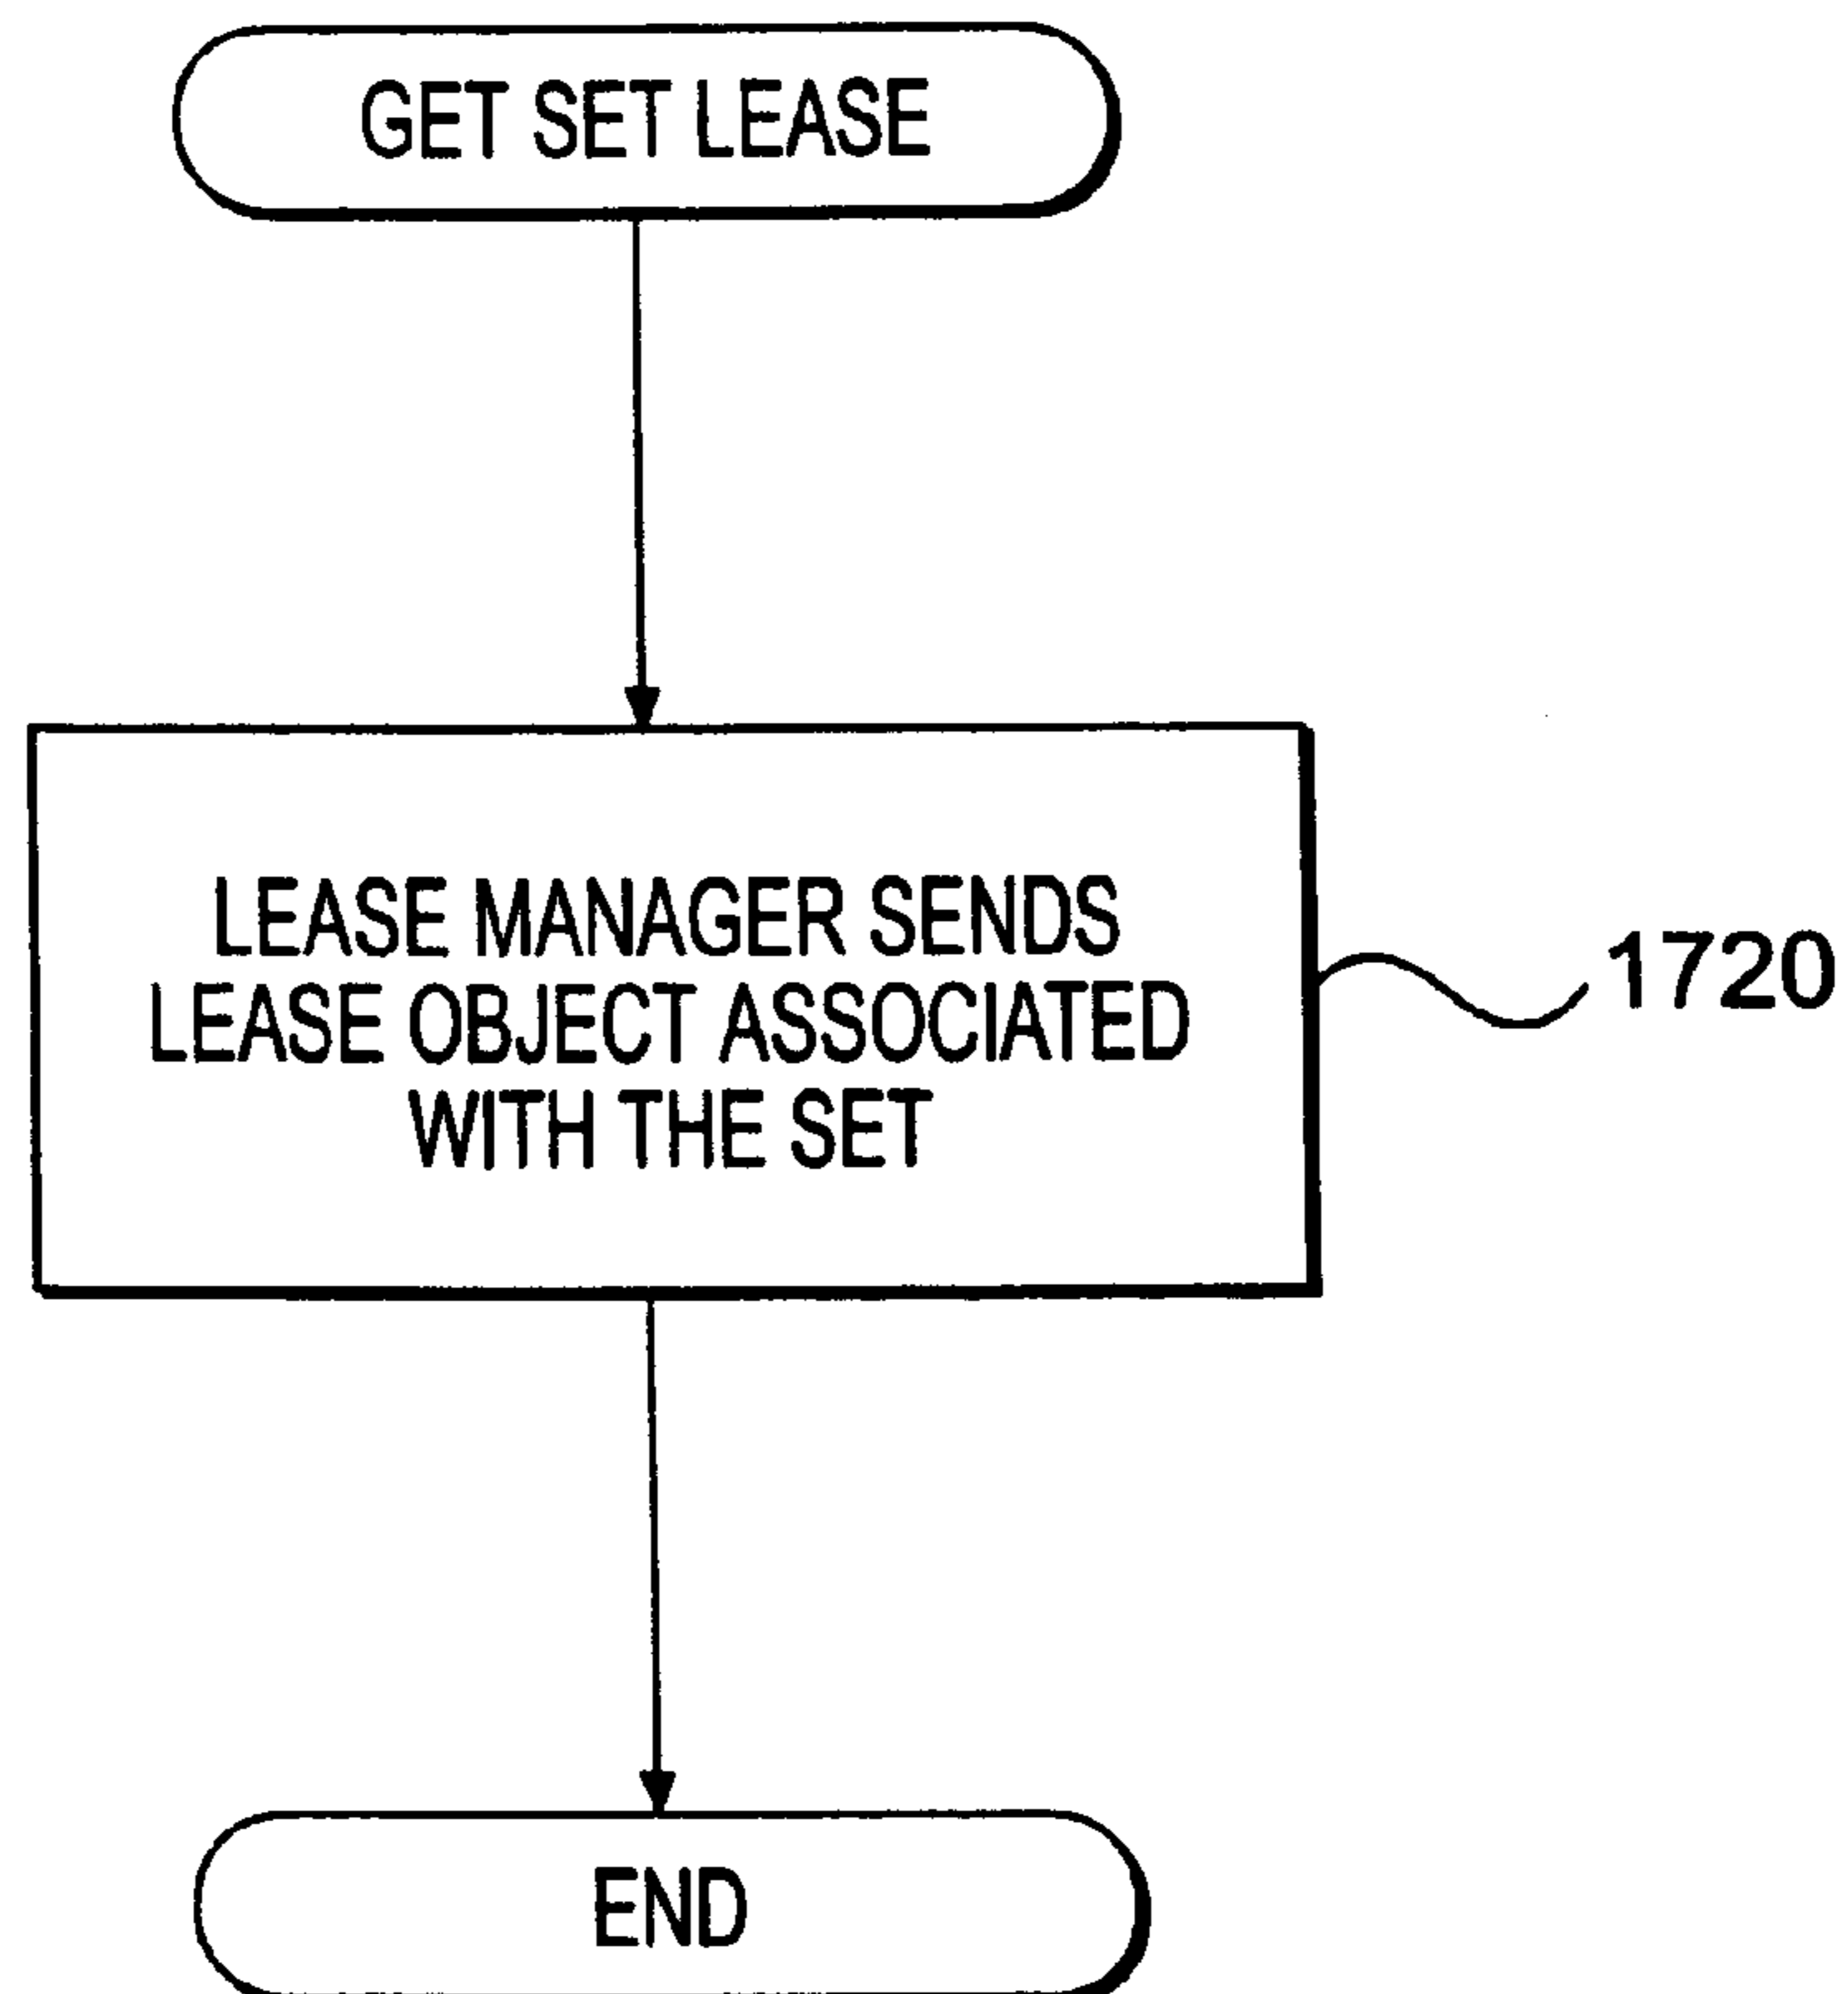 GET SET LEASE
LEASE MANAGER SENDS
LEASE OBJECT ASSOCIATED
WITH THE SET
1720
END